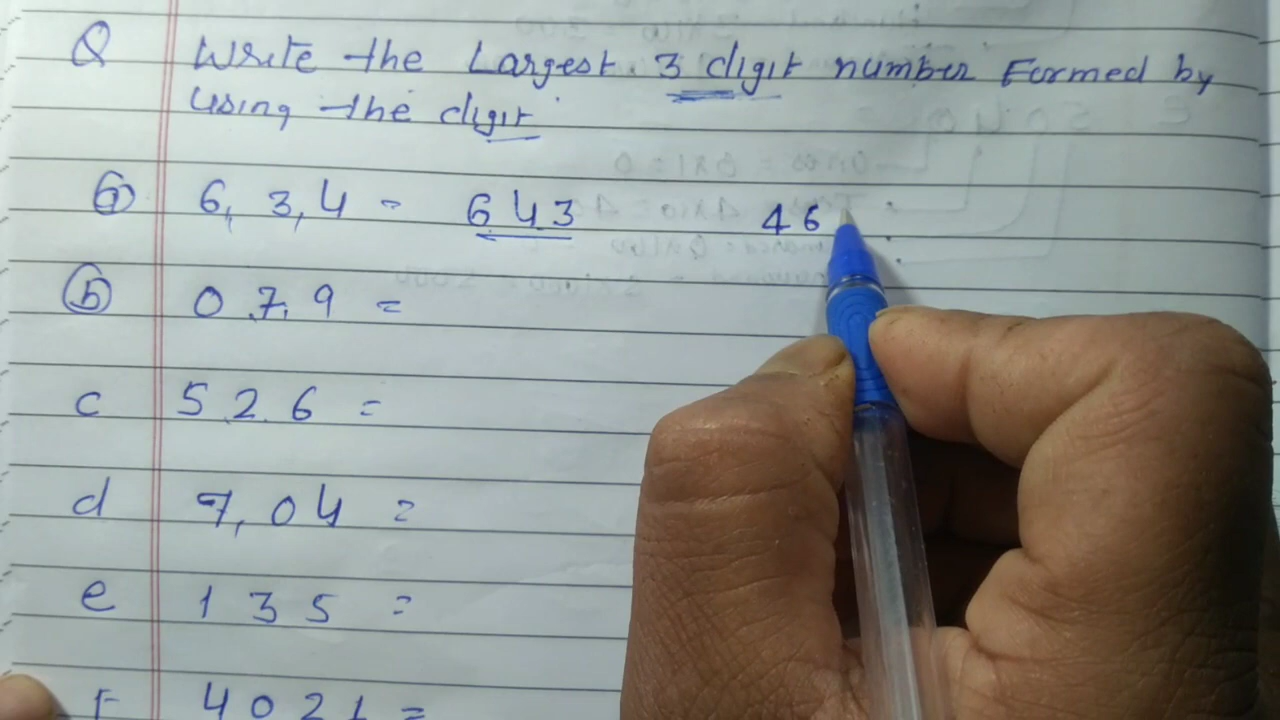 Q Write the Largest 3 digit number Formed by
using the digit
a 6, 3, 4 = 643 46
b 0 7, 9 =
c 5 2 6 =
d 7, 0 4 =
e 1 3 5 =
F 4 0 2 1 =